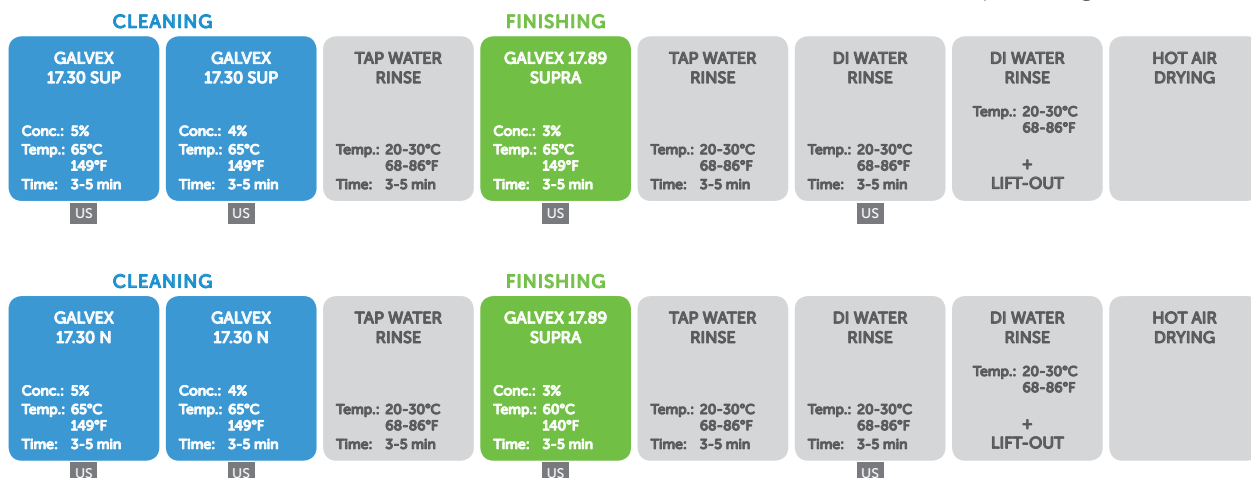 CLEANING
FINISHING
GALVEX
17.30 SUP
Conc.: 5%
Temp.: 65°C
149°F
Time: 3-5 min
US
GALVEX
17.30 SUP
Conc.: 4%
Temp.: 65°C
149°F
Time: 3-5 min
US
TAP WATER
RINSE
Temp.: 20-30°C
68-86°F
Time: 3-5 min
GALVEX 17.89
SUPRA
Conc.: 3%
Temp.: 65°C
149°F
Time: 3-5 min
US
TAP WATER
RINSE
Temp.: 20-30°C
68-86°F
Time: 3-5 min
DI WATER
RINSE
Temp.: 20-30°C
68-86°F
Time: 3-5 min
US
DI WATER
RINSE
Temp.: 20-30°C
68-86°F
+
LIFT-OUT
HOT AIR
DRYING
CLEANING
FINISHING
GALVEX
17.30 N
Conc.: 5%
Temp.: 65°C
149°F
Time: 3-5 min
US
GALVEX
17.30 N
Conc.: 4%
Temp.: 65°C
149°F
Time: 3-5 min
US
TAP WATER
RINSE
Temp.: 20-30°C
68-86°F
Time: 3-5 min
GALVEX 17.89
SUPRA
Conc.: 3%
Temp.: 60°C
140°F
Time: 3-5 min
US
TAP WATER
RINSE
Temp.: 20-30°C
68-86°F
Time: 3-5 min
DI WATER
RINSE
Temp.: 20-30°C
68-86°F
Time: 3-5 min
US
DI WATER
RINSE
Temp.: 20-30°C
68-86°F
+
LIFT-OUT
HOT AIR
DRYING